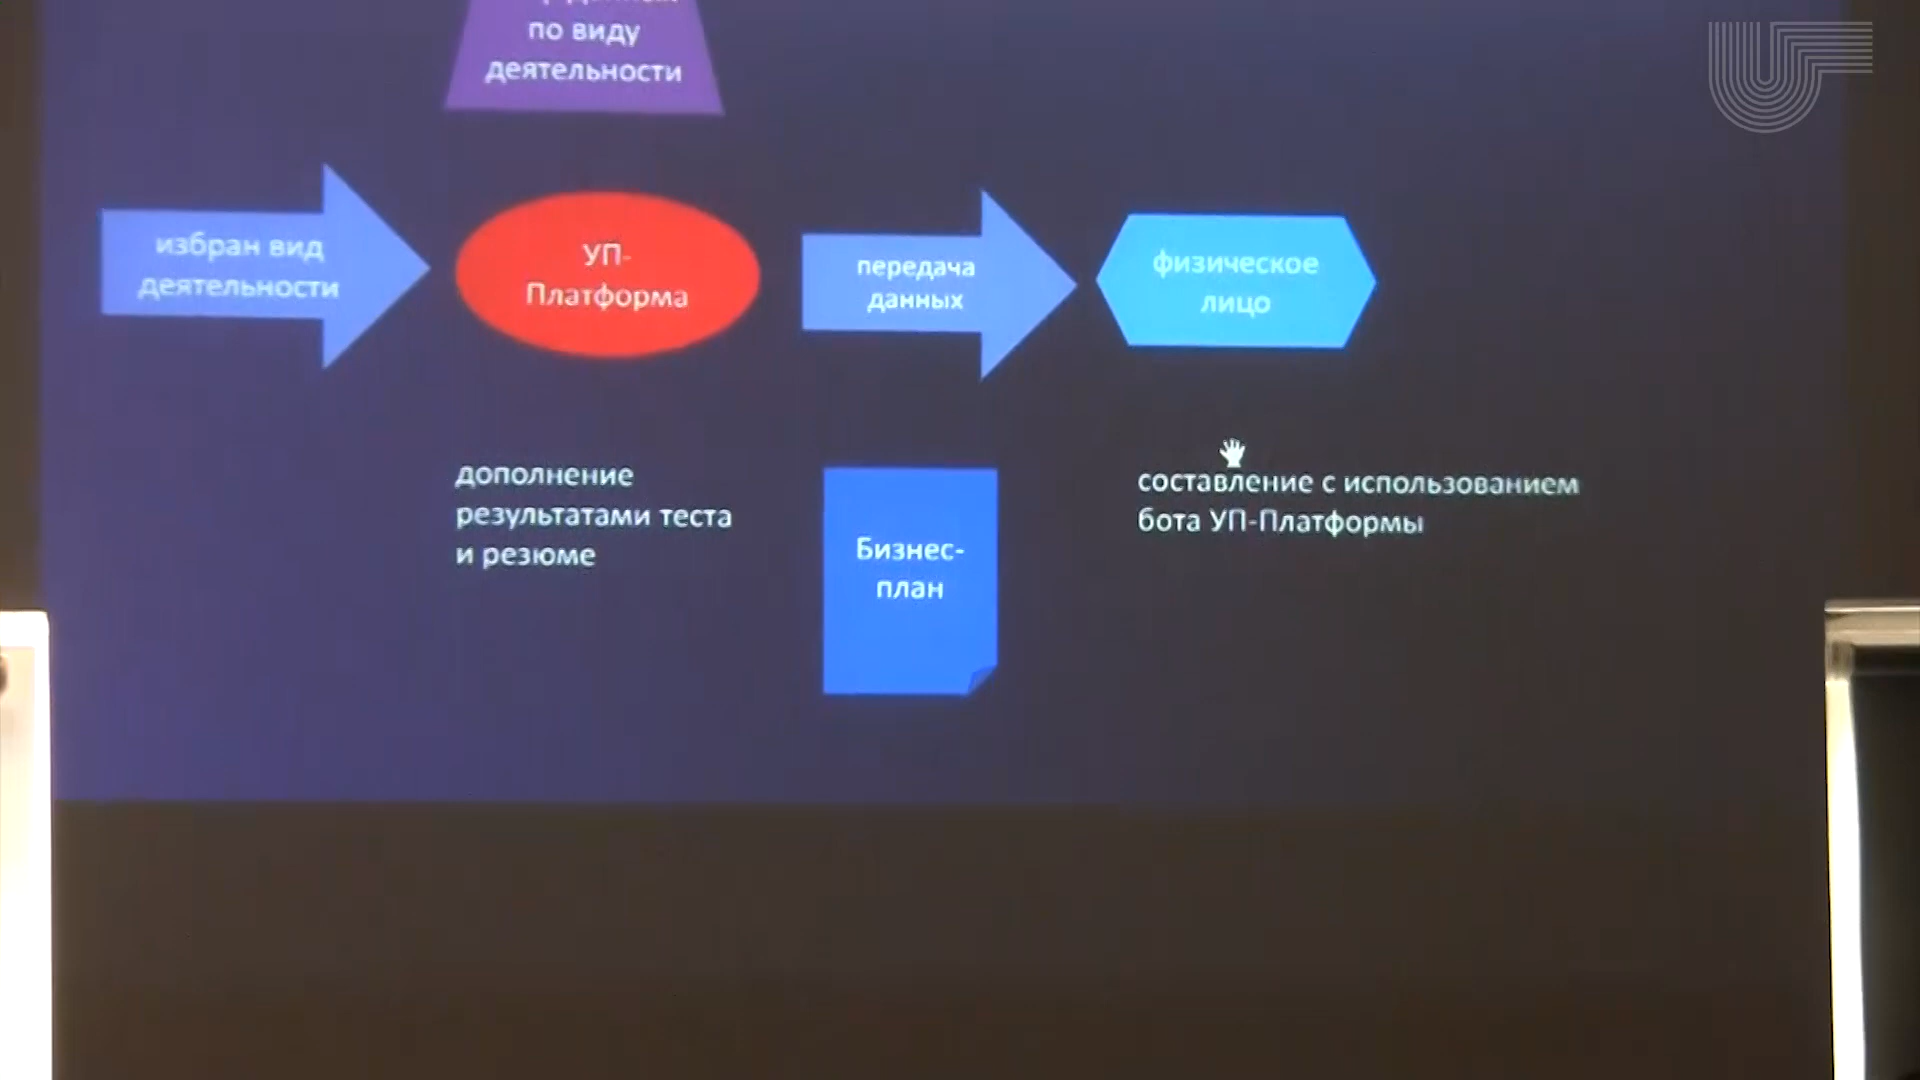 по виду
деятельности
избран вид
деятельности
УП-
Платформа
передача
данных
физическое
лицо
дополнение
результатами теста
и резюме
Бизнес-
план
составление с использованием
бота УП-Платформы